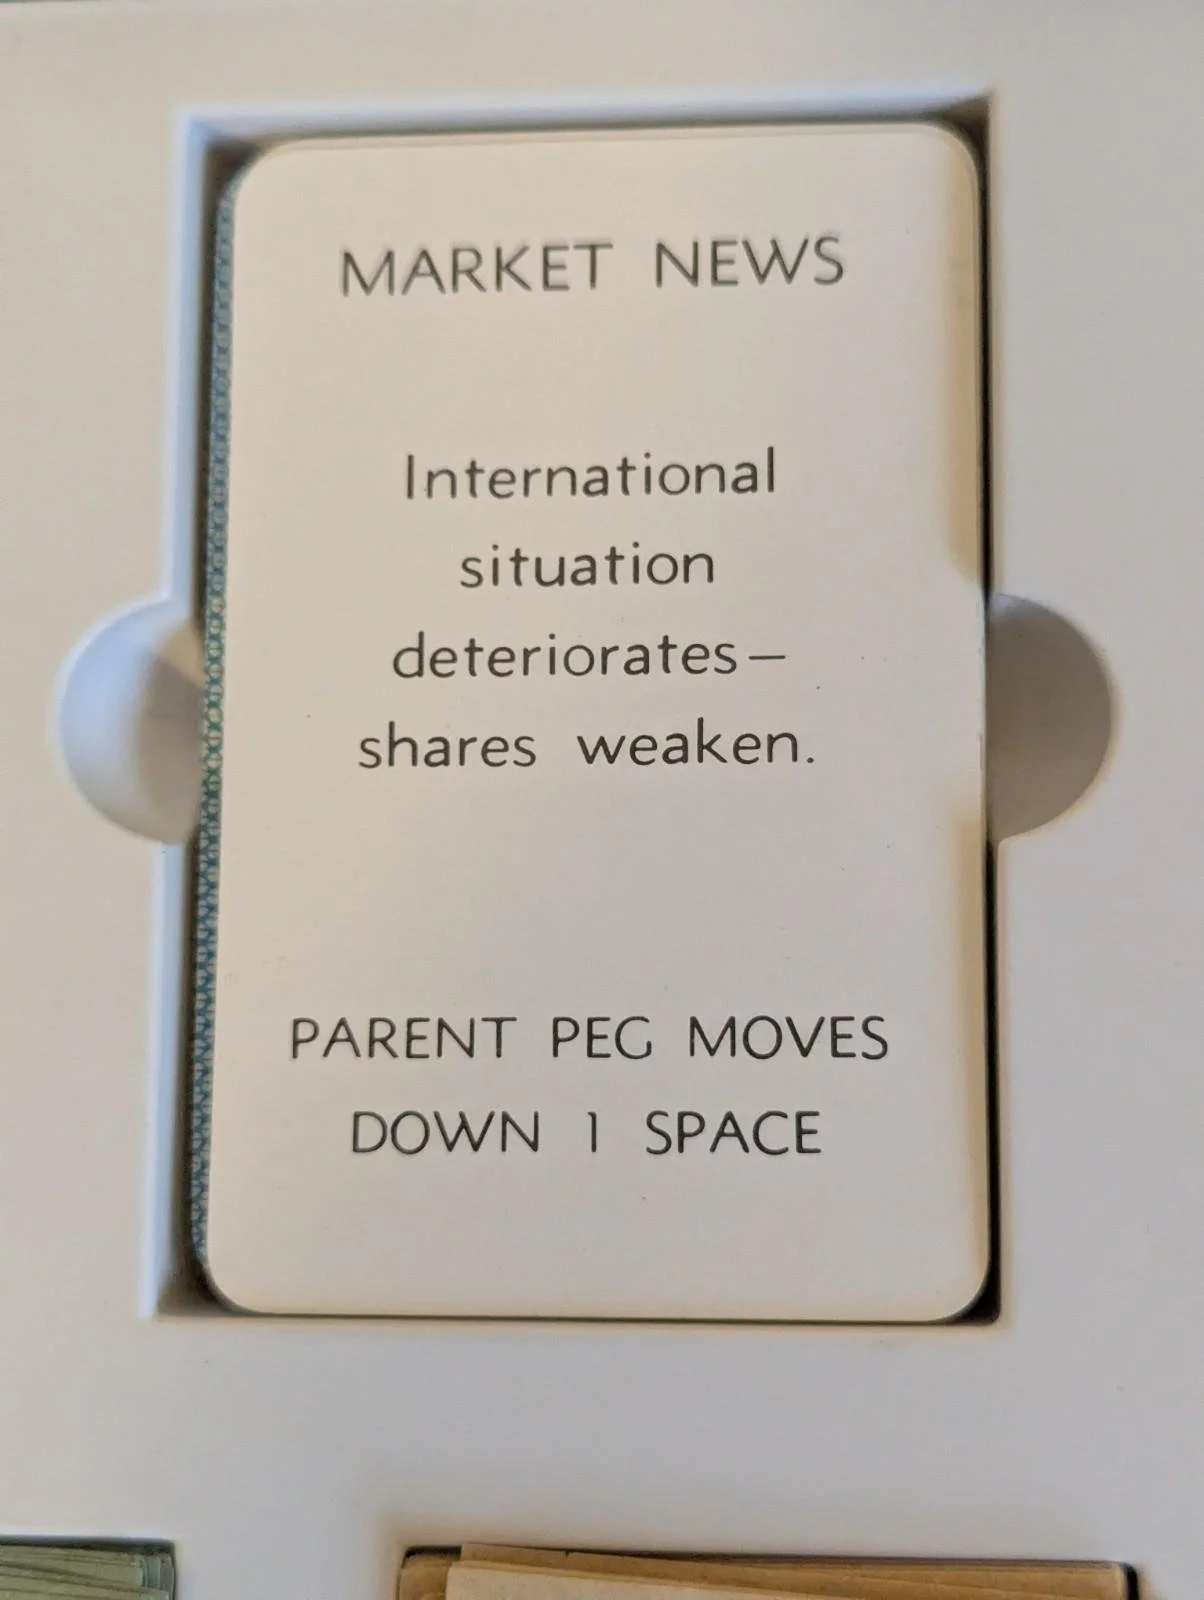 MARKET NEWS
International
situation
deteriorates—
shares weaken.
PARENT PEG MOVES
DOWN 1 SPACE